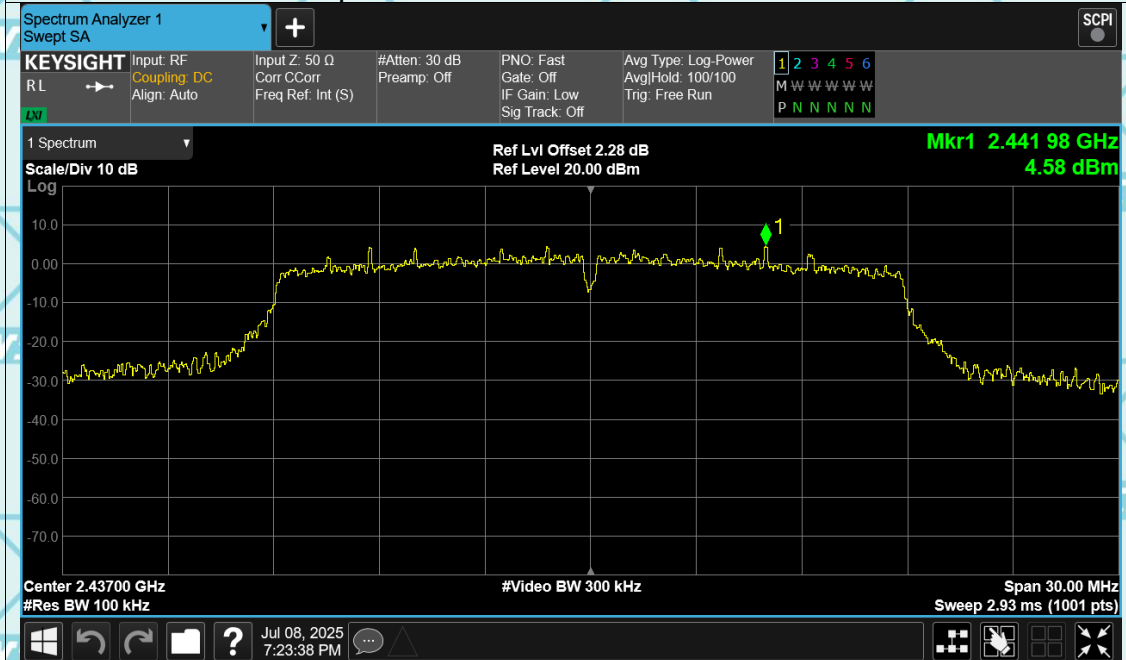 Spectrum Analyzer 1
Swept SA
+
SCPI
KEYSIGHT
R L
LXI
Input: RF
Coupling: DC
Align: Auto
Input Z: 50 Ω
Corr CCorr
Freq Ref: Int (S)
#Atten: 30 dB
Preamp: Off
PNO: Fast
Gate: Off
IF Gain: Low
Sig Track: Off
Avg Type: Log-Power
Avg|Hold: 100/100
Trig: Free Run
1 2 3 4 5 6
M W W W W W
P N N N N N
1 Spectrum
Scale/Div 10 dB
Log
Ref Lvl Offset 2.28 dB
Ref Level 20.00 dBm
Mkr1 2.441 98 GHz
4.58 dBm
1
10.0
0.00
-10.0
-20.0
-30.0
-40.0
-50.0
-60.0
-70.0
Center 2.43700 GHz
#Res BW 100 kHz
#Video BW 300 kHz
Span 30.00 MHz
Sweep 2.93 ms (1001 pts)
?
Jul 08, 2025
7:23:38 PM